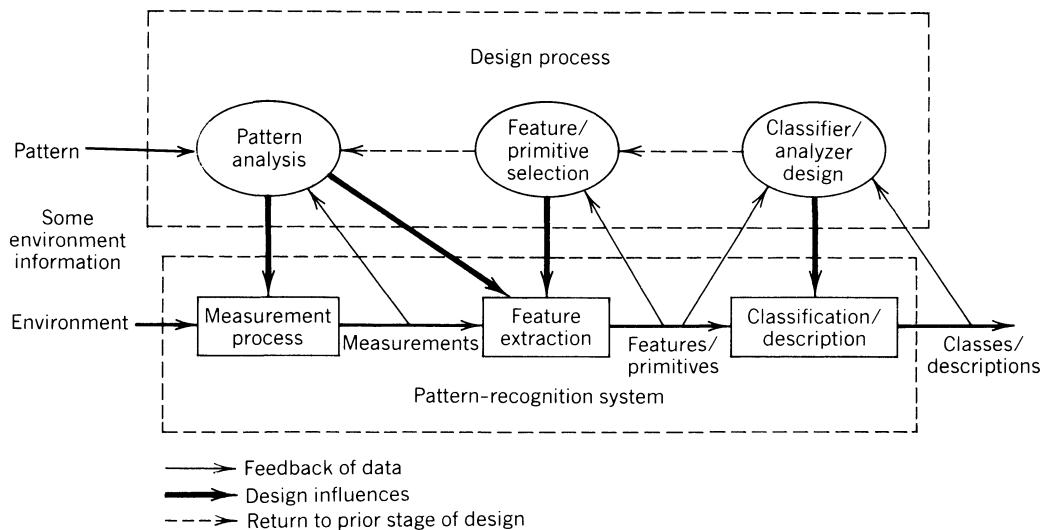 Design process
Pattern
Pattern
analysis
Feature/
primitive
selection
Classifier/
analyzer
design
Some
environment
information
Environment
Measurement
process
Measurements
Feature
extraction
Features/
primitives
Classification/
description
Classes/
descriptions
Pattern-recognition system
Feedback of data
Design influences
Return to prior stage of design